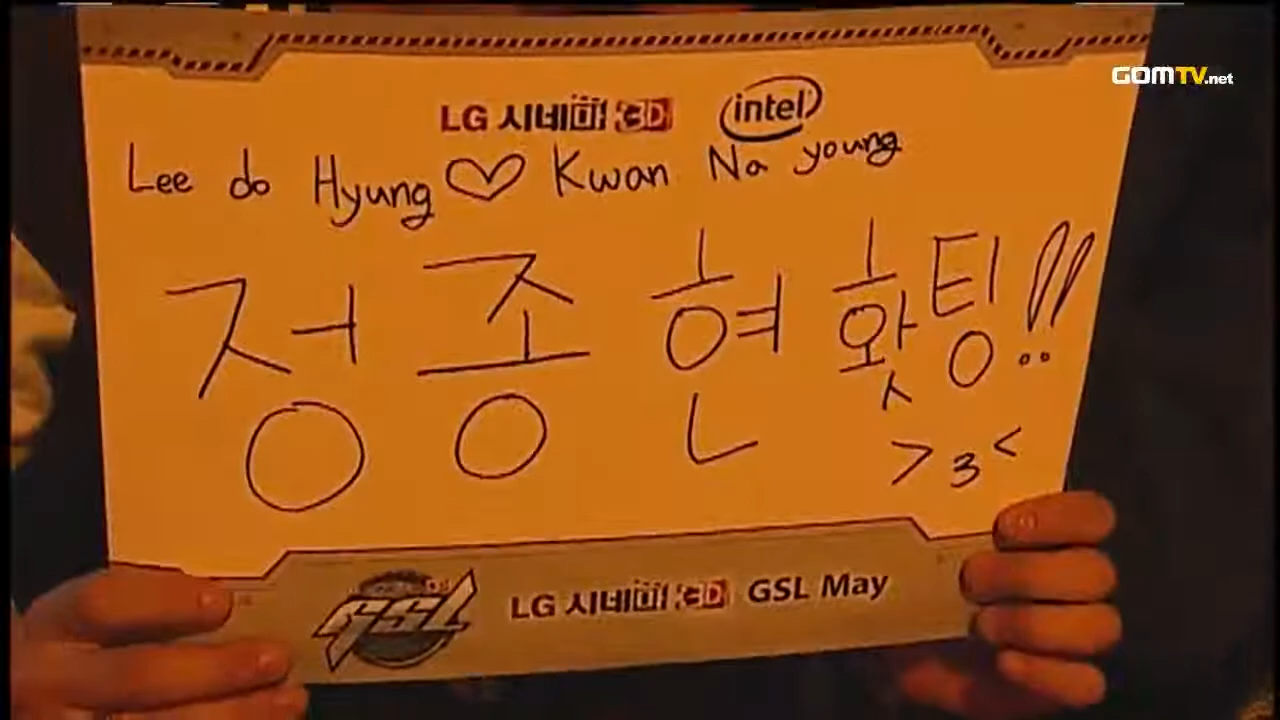 GOMTV.net
LG 시네마 3D intel
Lee do Hyung ♡ Kwan Na young
정종현 홧팅!!
>3<
GSL LG 시네마 3D GSL May